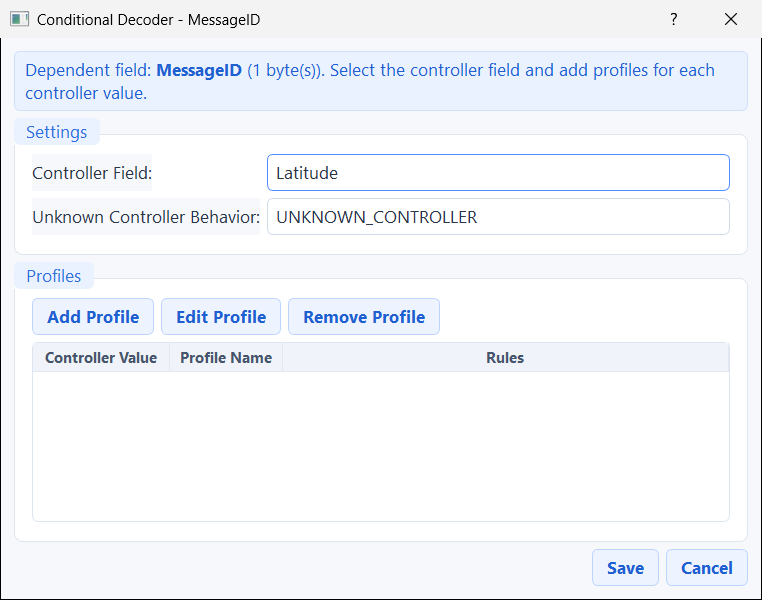 Conditional Decoder - MessageID
?
Dependent field: MessageID (1 byte(s)). Select the controller field and add profiles for each
controller value.
Settings
Controller Field:
Latitude
Unknown Controller Behavior:
UNKNOWN_CONTROLLER
Profiles
Add Profile
Edit Profile
Remove Profile
Controller Value
Profile Name
Rules
Save
Cancel